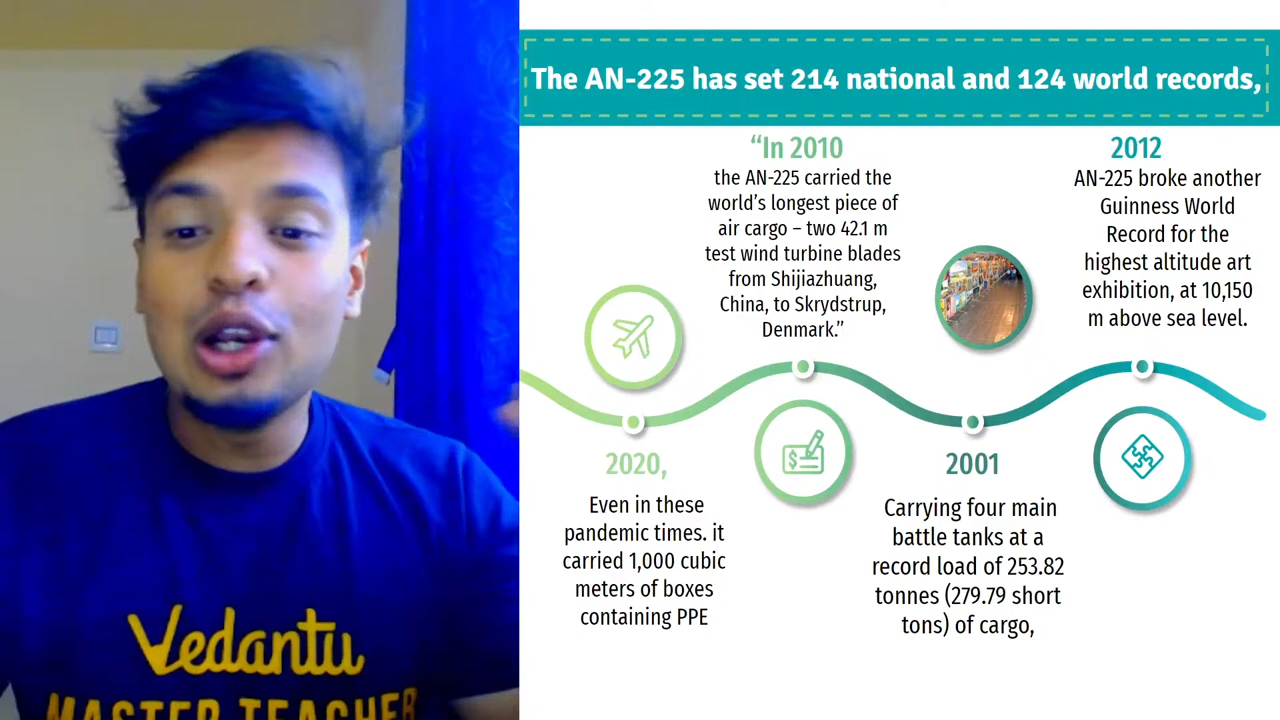 The AN-225 has set 214 national and 124 world records,
“In 2010
the AN-225 carried the
world’s longest piece of
air cargo – two 42.1 m
test wind turbine blades
from Shijiazhuang,
China, to Skrydstrup,
Denmark.”
2012
AN-225 broke another
Guinness World
Record for the
highest altitude art
exhibition, at 10,150
m above sea level.
2020,
Even in these
pandemic times. it
carried 1,000 cubic
meters of boxes
containing PPE
2001
Carrying four main
battle tanks at a
record load of 253.82
tonnes (279.79 short
tons) of cargo,
$
Vedantu
MASTER TEACHER